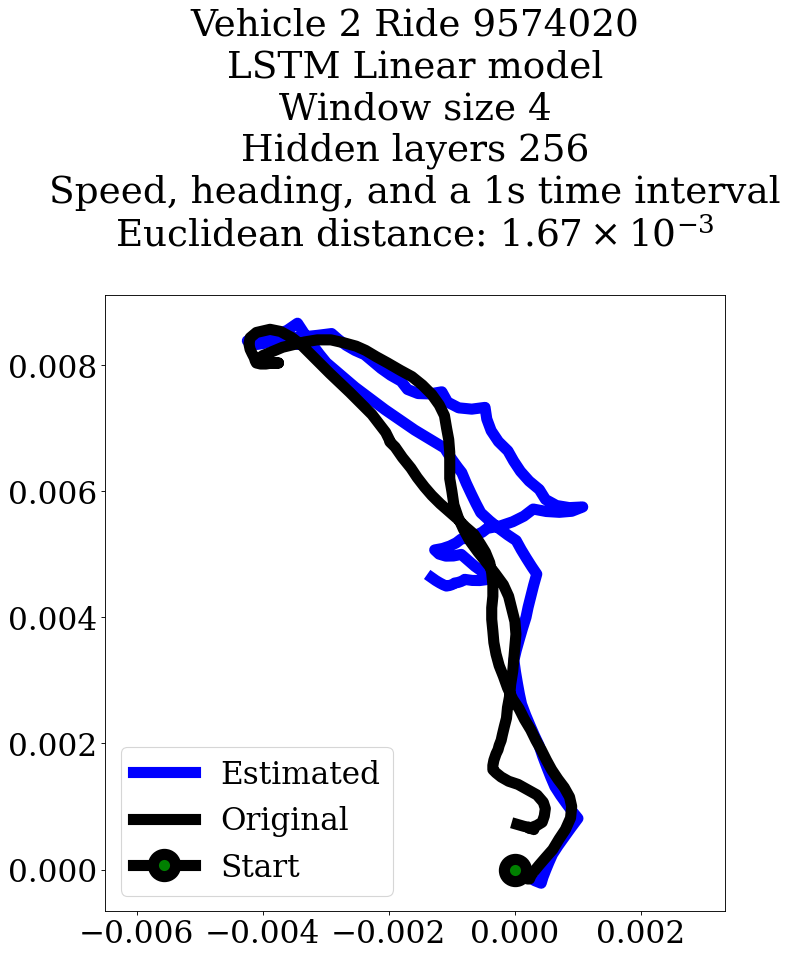 Vehicle 2 Ride 9574020
LSTM Linear model
Window size 4
Hidden layers 256
Speed, heading, and a 1s time interval
Euclidean distance: 1.67 × 10⁻³
0.008
0.006
0.004
0.002
0.000
Estimated
Original
Start
−0.006 −0.004 −0.002 0.000 0.002